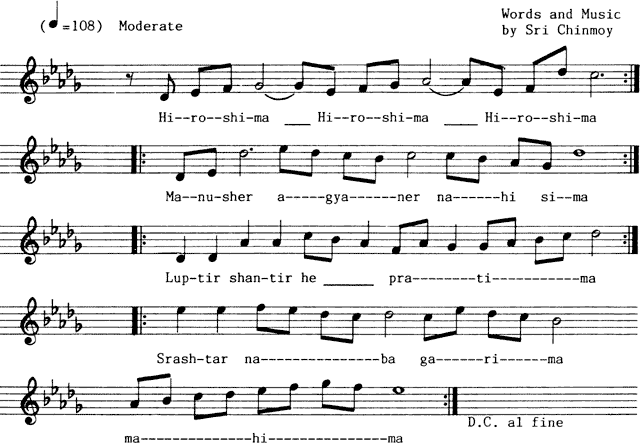 (♩=108) Moderate
Words and Music
by Sri Chinmoy
Hi--ro--shi-ma ___ Hi--ro--shi-ma ____ Hi--ro--shi-ma
Ma--nu-sher a-----gya---ner na---hi si--ma
Lup-tir shan-tir he ______ pra--------ti-----------ma
Srash-tar na---------------ba ga------ri------ma
ma--------------hi---------------ma
D.C. al fine